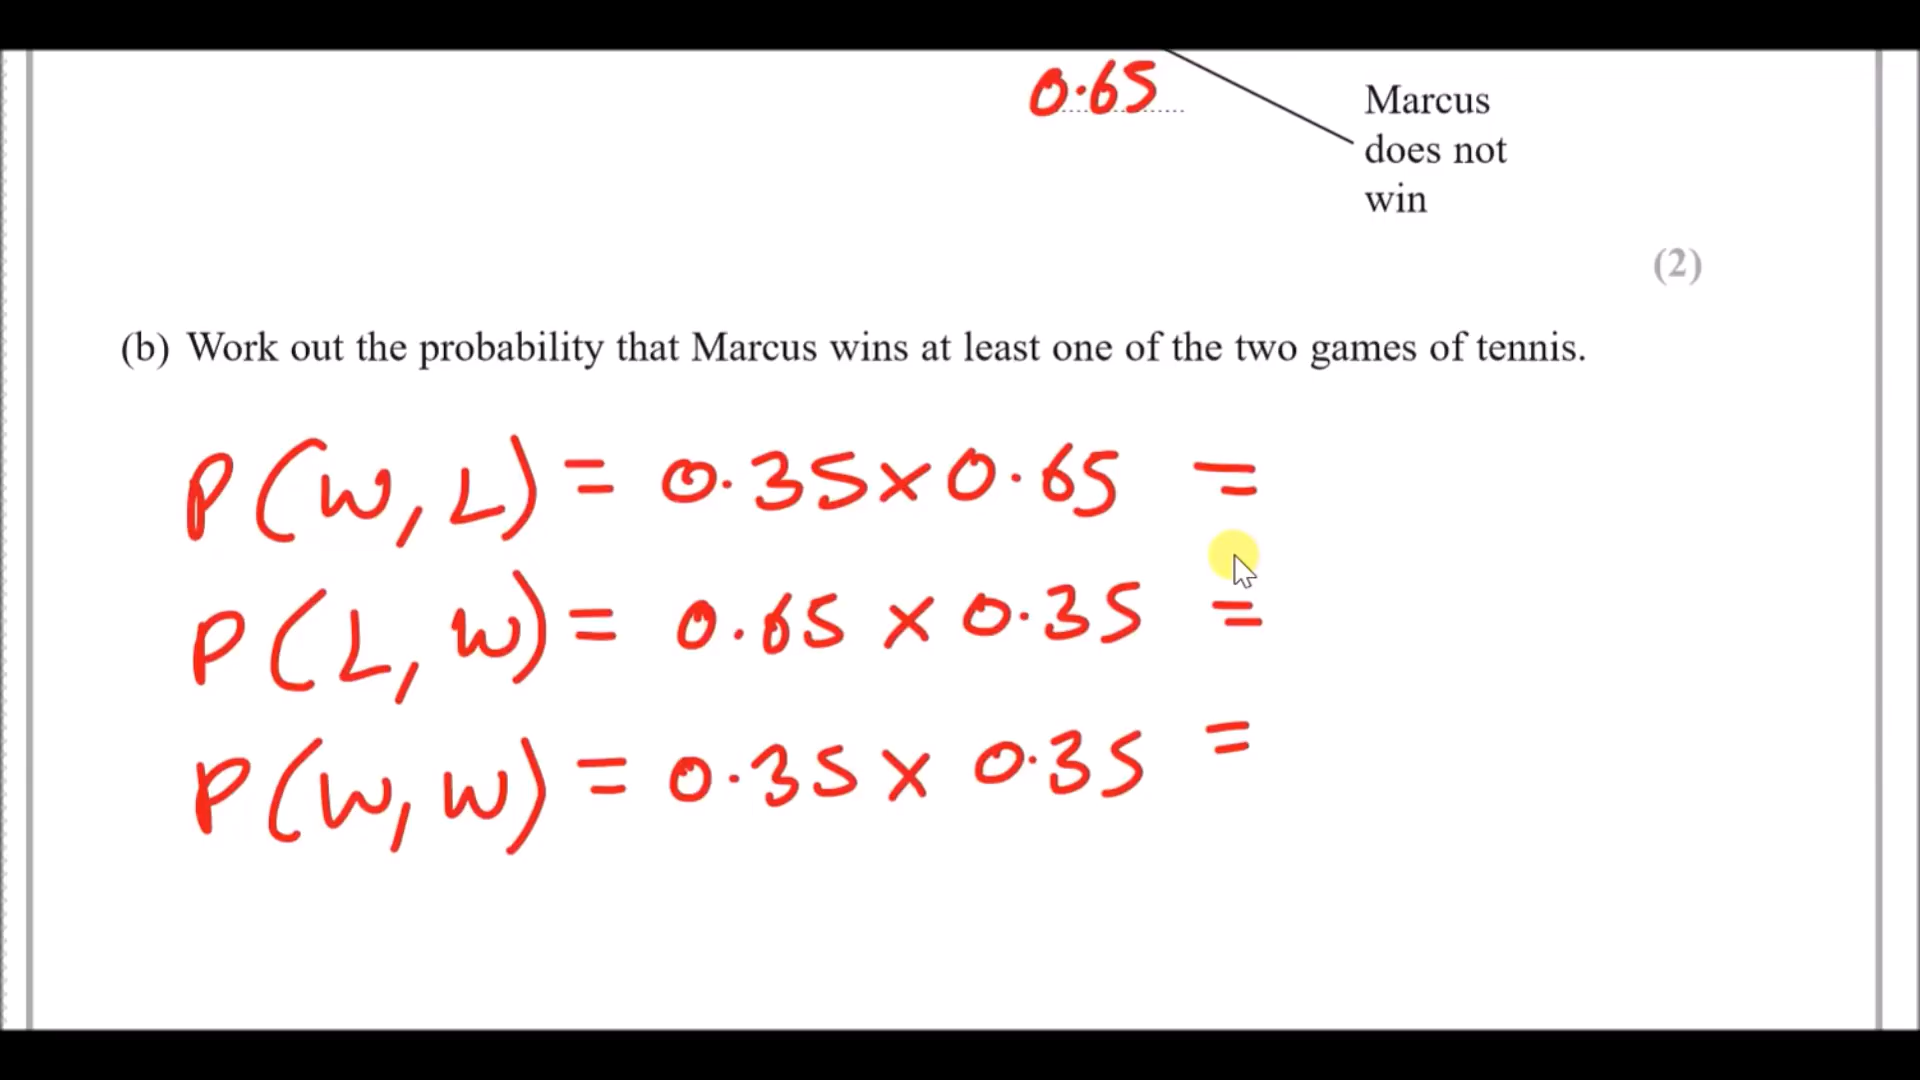 0.65
Marcus
does not
win
(2)
(b) Work out the probability that Marcus wins at least one of the two games of tennis.
P(W, L) = 0.35 × 0.65 =
P(L, W) = 0.65 × 0.35 =
P(W, W) = 0.35 × 0.35 =